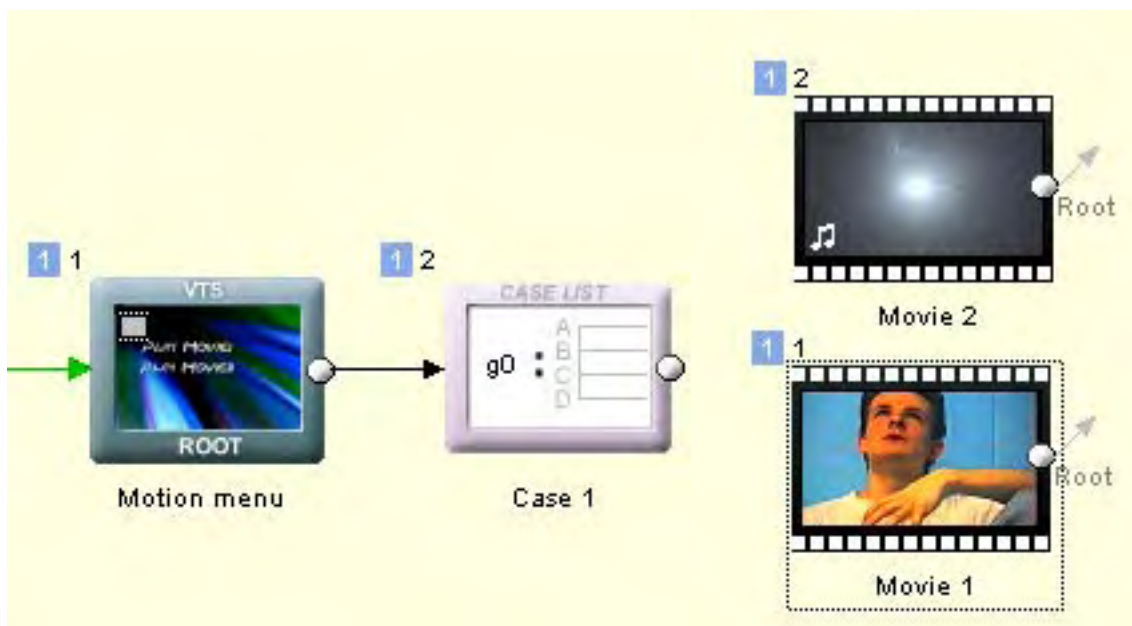 1 2
Root
Movie 2
1 1
VTS
ROOT
Motion menu
1 2
CASE LIST
g0 :
A
B
C
D
Case 1
1 1
Root
Movie 1